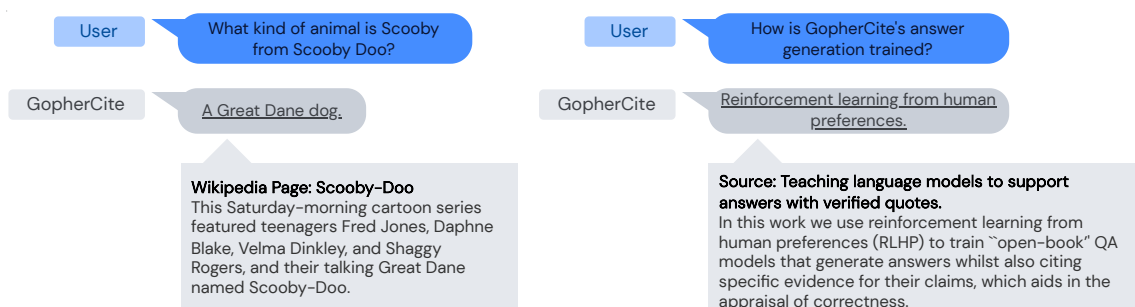 User
What kind of animal is Scooby
from Scooby Doo?
GopherCite
A Great Dane dog.
Wikipedia Page: Scooby-Doo
This Saturday-morning cartoon series
featured teenagers Fred Jones, Daphne
Blake, Velma Dinkley, and Shaggy
Rogers, and their talking Great Dane
named Scooby-Doo.
User
How is GopherCite's answer
generation trained?
GopherCite
Reinforcement learning from human
preferences.
Source: Teaching language models to support
answers with verified quotes.
In this work we use reinforcement learning from
human preferences (RLHP) to train ``open-book'' QA
models that generate answers whilst also citing
specific evidence for their claims, which aids in the
appraisal of correctness.